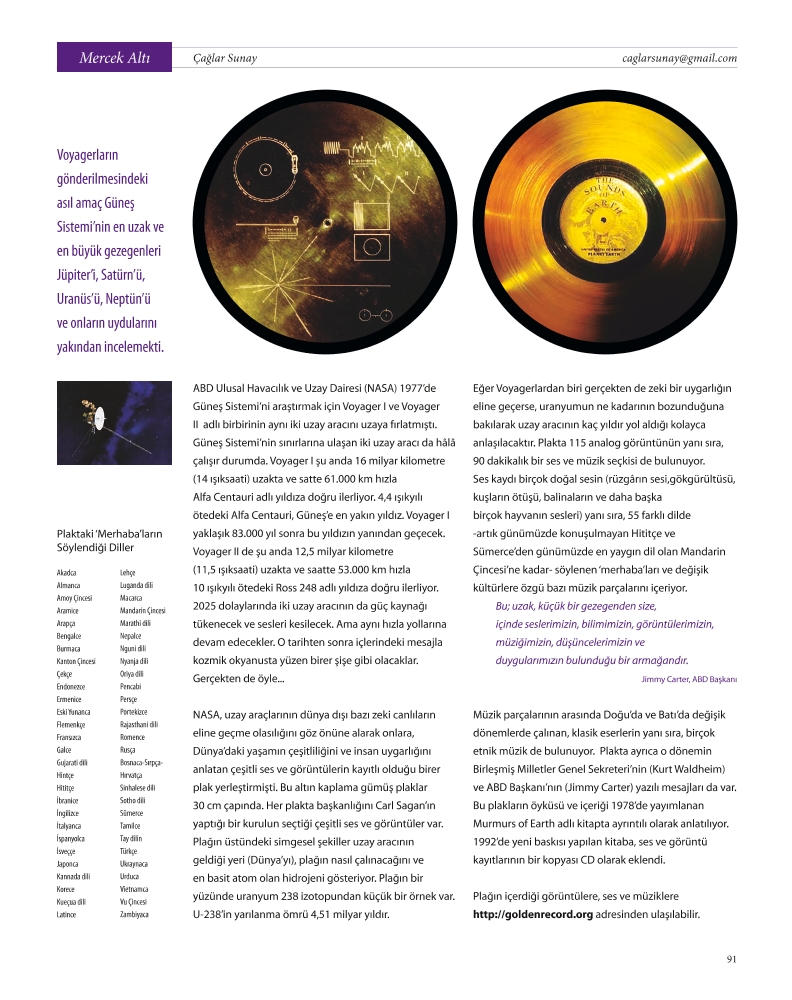 Mercek Altı
Çağlar Sunay
caglarsunay@gmail.com
Voyagerların
gönderilmesindeki
asıl amaç Güneş
Sistemi’nin en uzak ve
en büyük gezegenleri
Jüpiter’i, Satürn’ü,
Uranüs’ü, Neptün’ü
ve onların uydularını
yakından incelemekti.
THE
SOUNDS
OF
EARTH
UNITED STATES OF AMERICA
PLANET EARTH
Plaktaki ‘Merhaba’ların
Söylendiği Diller
Akadca
Almanca
Amoy Çincesi
Aramice
Arapça
Bengalce
Burmaca
Kanton Çincesi
Çekçe
Endonezce
Ermenice
Eski Yunanca
Flemenkçe
Fransızca
Galce
Gujarati dili
Hintçe
Hititçe
İbranice
İngilizce
İtalyanca
İspanyolca
İsveççe
Japonca
Kannada dili
Korece
Kueçua dili
Latince
Lehçe
Luganda dili
Macarca
Mandarin Çincesi
Marathi dili
Nepalce
Nguni dili
Nyanja dili
Oriya dili
Pencabi
Persçe
Portekizce
Rajasthani dili
Romence
Rusça
Bosnaca-Sırpça-
Hırvatça
Sinhalese dili
Sotho dili
Sümerce
Tamilce
Tay dilin
Türkçe
Ukraynaca
Urduca
Vietnamca
Vu Çincesi
Zambiyaca
ABD Ulusal Havacılık ve Uzay Dairesi (NASA) 1977’de
Güneş Sistemi’ni araştırmak için Voyager I ve Voyager
II  adlı birbirinin aynı iki uzay aracını uzaya fırlatmıştı.
Güneş Sistemi’nin sınırlarına ulaşan iki uzay aracı da hâlâ
çalışır durumda. Voyager I şu anda 16 milyar kilometre
(14 ışıksaati) uzakta ve satte 61.000 km hızla
Alfa Centauri adlı yıldıza doğru ilerliyor. 4,4 ışıkyılı
ötedeki Alfa Centauri, Güneş’e en yakın yıldız. Voyager I
yaklaşık 83.000 yıl sonra bu yıldızın yanından geçecek.
Voyager II de şu anda 12,5 milyar kilometre
(11,5 ışıksaati) uzakta ve saatte 53.000 km hızla
10 ışıkyılı ötedeki Ross 248 adlı yıldıza doğru ilerliyor.
2025 dolaylarında iki uzay aracının da güç kaynağı
tükenecek ve sesleri kesilecek. Ama aynı hızla yollarına
devam edecekler. O tarihten sonra içlerindeki mesajla
kozmik okyanusta yüzen birer şişe gibi olacaklar.
Gerçekten de öyle...
NASA, uzay araçlarının dünya dışı bazı zeki canlıların
eline geçme olasılığını göz önüne alarak onlara,
Dünya’daki yaşamın çeşitliliğini ve insan uygarlığını
anlatan çeşitli ses ve görüntülerin kayıtlı olduğu birer
plak yerleştirmişti. Bu altın kaplama gümüş plaklar
30 cm çapında. Her plakta başkanlığını Carl Sagan’ın
yaptığı bir kurulun seçtiği çeşitli ses ve görüntüler var.
Plağın üstündeki simgesel şekiller uzay aracının
geldiği yeri (Dünya’yı), plağın nasıl çalınacağını ve
en basit atom olan hidrojeni gösteriyor. Plağın bir
yüzünde uranyum 238 izotopundan küçük bir örnek var.
U-238’in yarılanma ömrü 4,51 milyar yıldır.
Eğer Voyagerlardan biri gerçekten de zeki bir uygarlığın
eline geçerse, uranyumun ne kadarının bozunduğuna
bakılarak uzay aracının kaç yıldır yol aldığı kolayca
anlaşılacaktır. Plakta 115 analog görüntünün yanı sıra,
90 dakikalık bir ses ve müzik seçkisi de bulunuyor.
Ses kaydı birçok doğal sesin (rüzgârın sesi,gökgürültüsü,
kuşların ötüşü, balinaların ve daha başka
birçok hayvanın sesleri) yanı sıra, 55 farklı dilde
-artık günümüzde konuşulmayan Hititçe ve
Sümerce’den günümüzde en yaygın dil olan Mandarin
Çincesi’ne kadar- söylenen ‘merhaba’ları ve değişik
kültürlere özgü bazı müzik parçalarını içeriyor.
Bu; uzak, küçük bir gezegenden size,
içinde seslerimizin, bilimimizin, görüntülerimizin,
müziğimizin, düşüncelerimizin ve
duygularımızın bulunduğu bir armağandır.
Jimmy Carter, ABD Başkanı
Müzik parçalarının arasında Doğu’da ve Batı’da değişik
dönemlerde çalınan, klasik eserlerin yanı sıra, birçok
etnik müzik de bulunuyor.  Plakta ayrıca o dönemin
Birleşmiş Milletler Genel Sekreteri’nin (Kurt Waldheim)
ve ABD Başkanı’nın (Jimmy Carter) yazılı mesajları da var.
Bu plakların öyküsü ve içeriği 1978’de yayımlanan
Murmurs of Earth adlı kitapta ayrıntılı olarak anlatılıyor.
1992’de yeni baskısı yapılan kitaba, ses ve görüntü
kayıtlarının bir kopyası CD olarak eklendi.
Plağın içerdiği görüntülere, ses ve müziklere
http://goldenrecord.org adresinden ulaşılabilir.
91